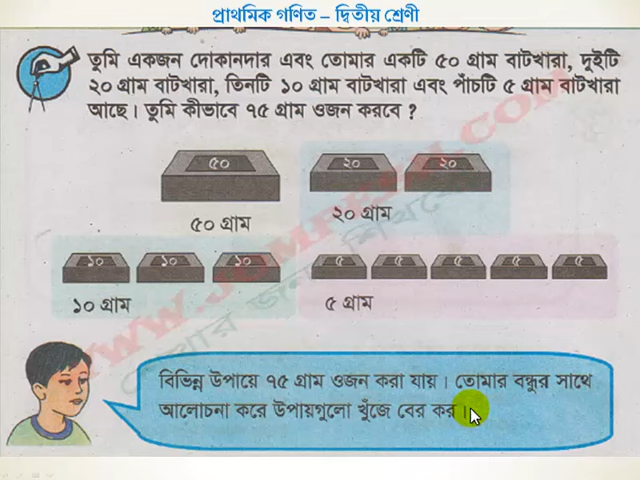 প্রাথমিক গণিত – দ্বিতীয় শ্রেণী
তুমি একজন দোকানদার এবং তোমার একটি ৫০ গ্রাম বাটখারা, দুইটি
২০ গ্রাম বাটখারা, তিনটি ১০ গ্রাম বাটখারা এবং পাঁচটি ৫ গ্রাম বাটখারা
আছে। তুমি কীভাবে ৭৫ গ্রাম ওজন করবে ?
৫০ ২০ ২০
৫০ গ্রাম ২০ গ্রাম
১০ ১০ ১০ ৫ ৫ ৫ ৫ ৫
১০ গ্রাম ৫ গ্রাম
বিভিন্ন উপায়ে ৭৫ গ্রাম ওজন করা যায়। তোমার বন্ধুর সাথে
আলোচনা করে উপায়গুলো খুঁজে বের কর।